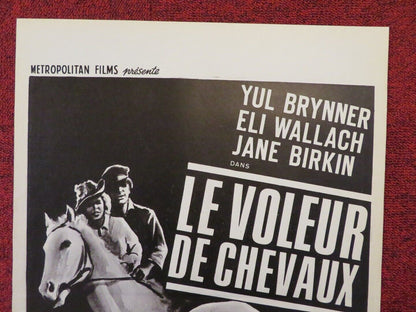 METROPOLITAN FILMS présente
YUL BRYNNER
ELI WALLACH
JANE BIRKIN
DANS
LE VOLEUR
DE CHEVAUX